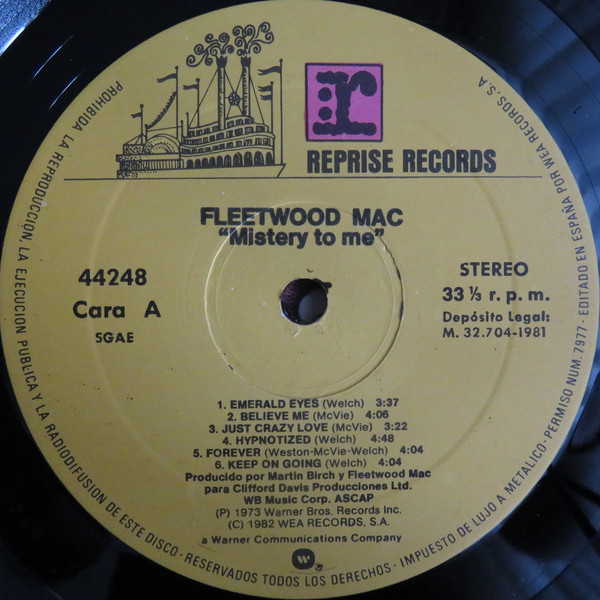 r
REPRISE RECORDS
FLEETWOOD MAC
"Mistery to me"
44248
Cara A
SGAE
STEREO
33 ⅓ r. p. m.
Depósito Legal:
M. 32.704-1981
1. EMERALD EYES (Welch) 3:37
2. BELIEVE ME (McVie) 4:06
3. JUST CRAZY LOVE (McVie) 3:22
4. HYPNOTIZED (Welch) 4:48
5. FOREVER (Weston-McVie-Welch) 4:04
6. KEEP ON GOING (Welch) 4:04
Producido por Martin Birch y Fleetwood Mac
para Clifford Davis Producciones Ltd.
WB Music Corp. ASCAP
(P) 1973 Warner Bros. Records Inc.
(C) 1982 WEA RECORDS, S.A.
a Warner Communications Company
PROHIBIDA LA REPRODUCCION, LA EJECUCION PUBLICA Y LA RADIODIFUSION DE ESTE DISCO - RESERVADOS TODOS LOS DERECHOS - IMPUESTO DE LUJO A METALICO - PERMISO NUM. 7977 - EDITADO EN ESPAÑA POR WEA RECORDS, S.A